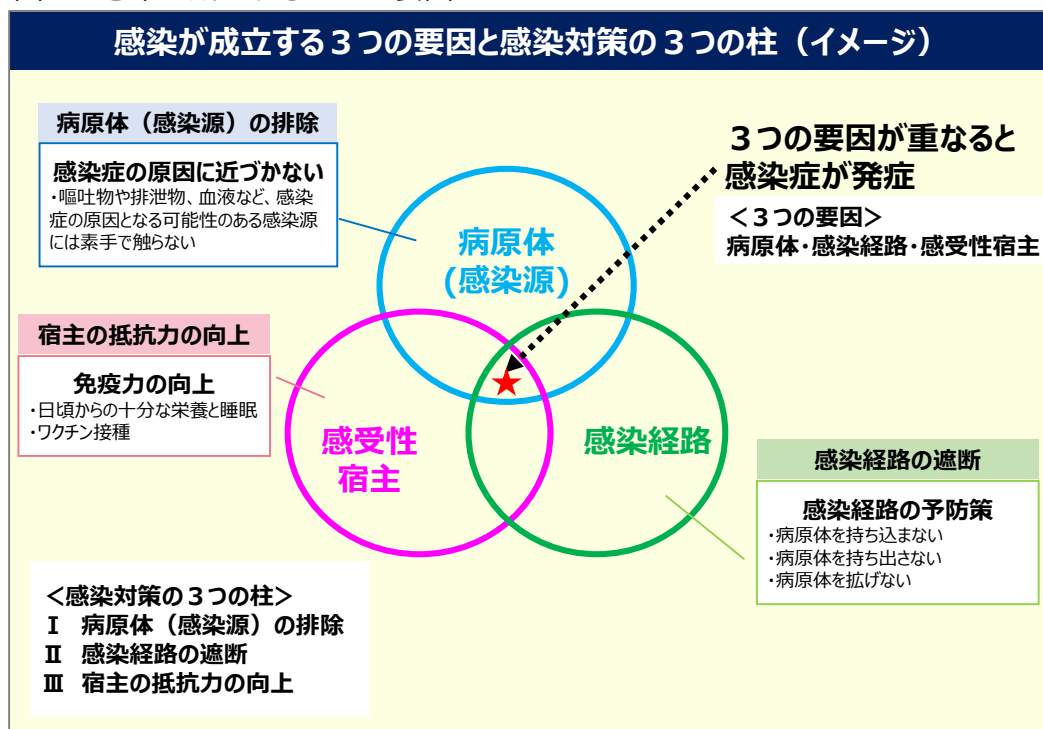 感染が成立する３つの要因と感染対策の３つの柱（イメージ）
病原体（感染源）の排除
感染症の原因に近づかない
・嘔吐物や排泄物、血液など、感染
症の原因となる可能性のある感染源
には素手で触らない
３つの要因が重なると
感染症が発症
＜３つの要因＞
病原体・感染経路・感受性宿主
病原体
(感染源)
宿主の抵抗力の向上
免疫力の向上
・日頃からの十分な栄養と睡眠
・ワクチン接種
感受性
宿主
感染経路
感染経路の遮断
感染経路の予防策
・病原体を持ち込まない
・病原体を持ち出さない
・病原体を拡げない
＜感染対策の３つの柱＞
Ⅰ 病原体（感染源）の排除
Ⅱ 感染経路の遮断
Ⅲ 宿主の抵抗力の向上